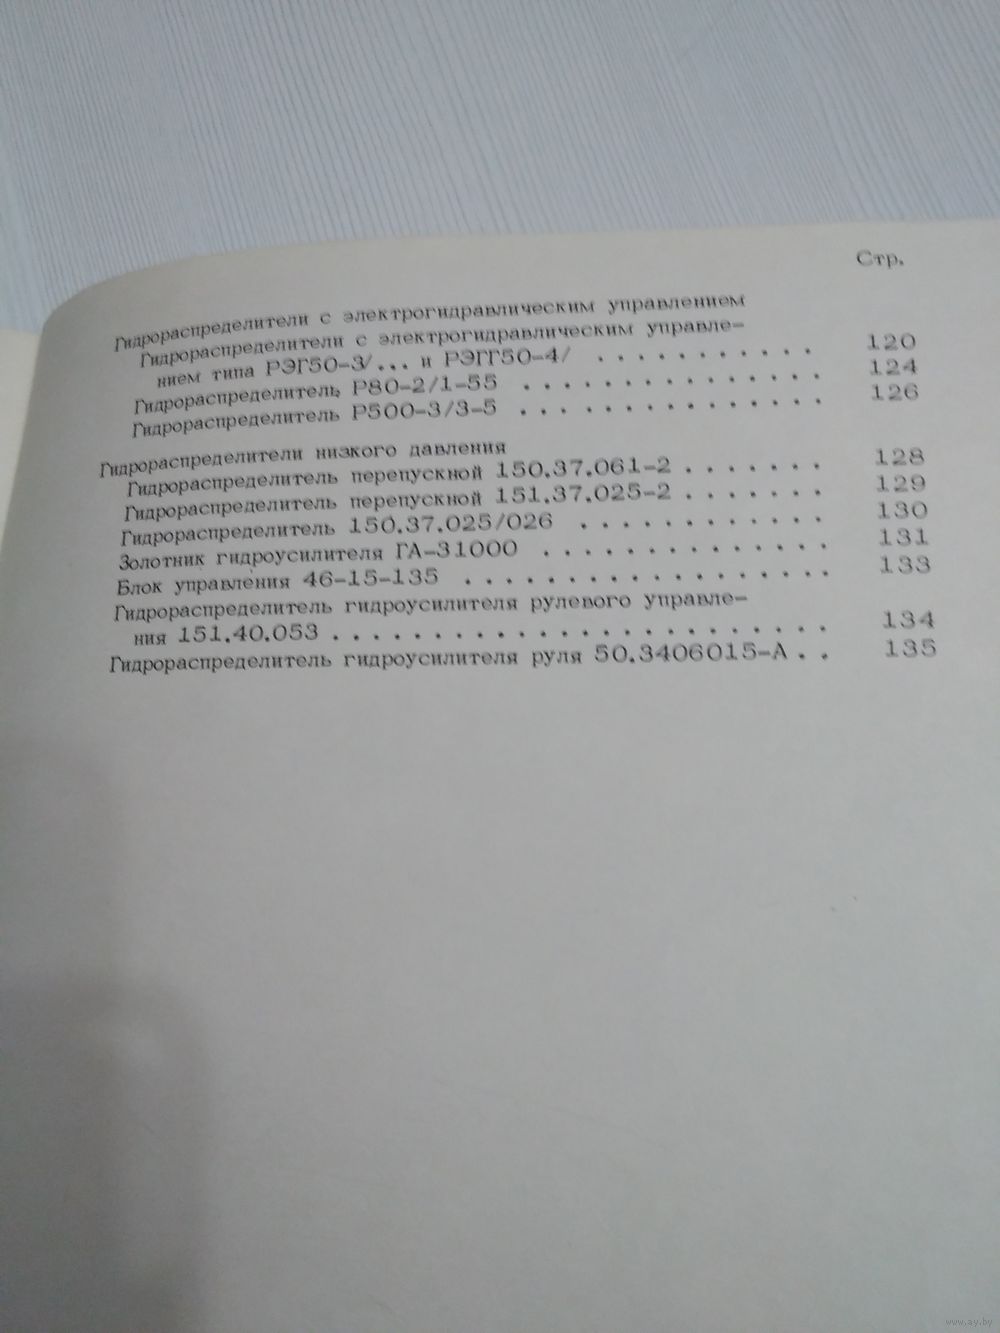 Стр.
Гидрораспределители с электрогидравлическим управлением
Гидрораспределители с электрогидравлическим управле-
нием типа РЭГ50-3/... и РЭГГ50-4/ . . . . . . . . . . . 120
Гидрораспределитель Р80-2/1-55 . . . . . . . . . . . . . . . 124
Гидрораспределитель Р500-3/3-5 . . . . . . . . . . . . . . 126
Гидрораспределители низкого давления
Гидрораспределитель перепускной 150.37.061-2 . . . . . . . 128
Гидрораспределитель перепускной 151.37.025-2 . . . . . . . 129
Гидрораспределитель 150.37.025/026 . . . . . . . . . . . . 130
Золотник гидроусилителя ГА-31000 . . . . . . . . . . . . . . 131
Блок управления 46-15-135 . . . . . . . . . . . . . . . . . . 133
Гидрораспределитель гидроусилителя рулевого управле-
ния 151.40.053 . . . . . . . . . . . . . . . . . . . . . . . . 134
Гидрораспределитель гидроусилителя руля 50.3406015-А . . 135
www.ay.by